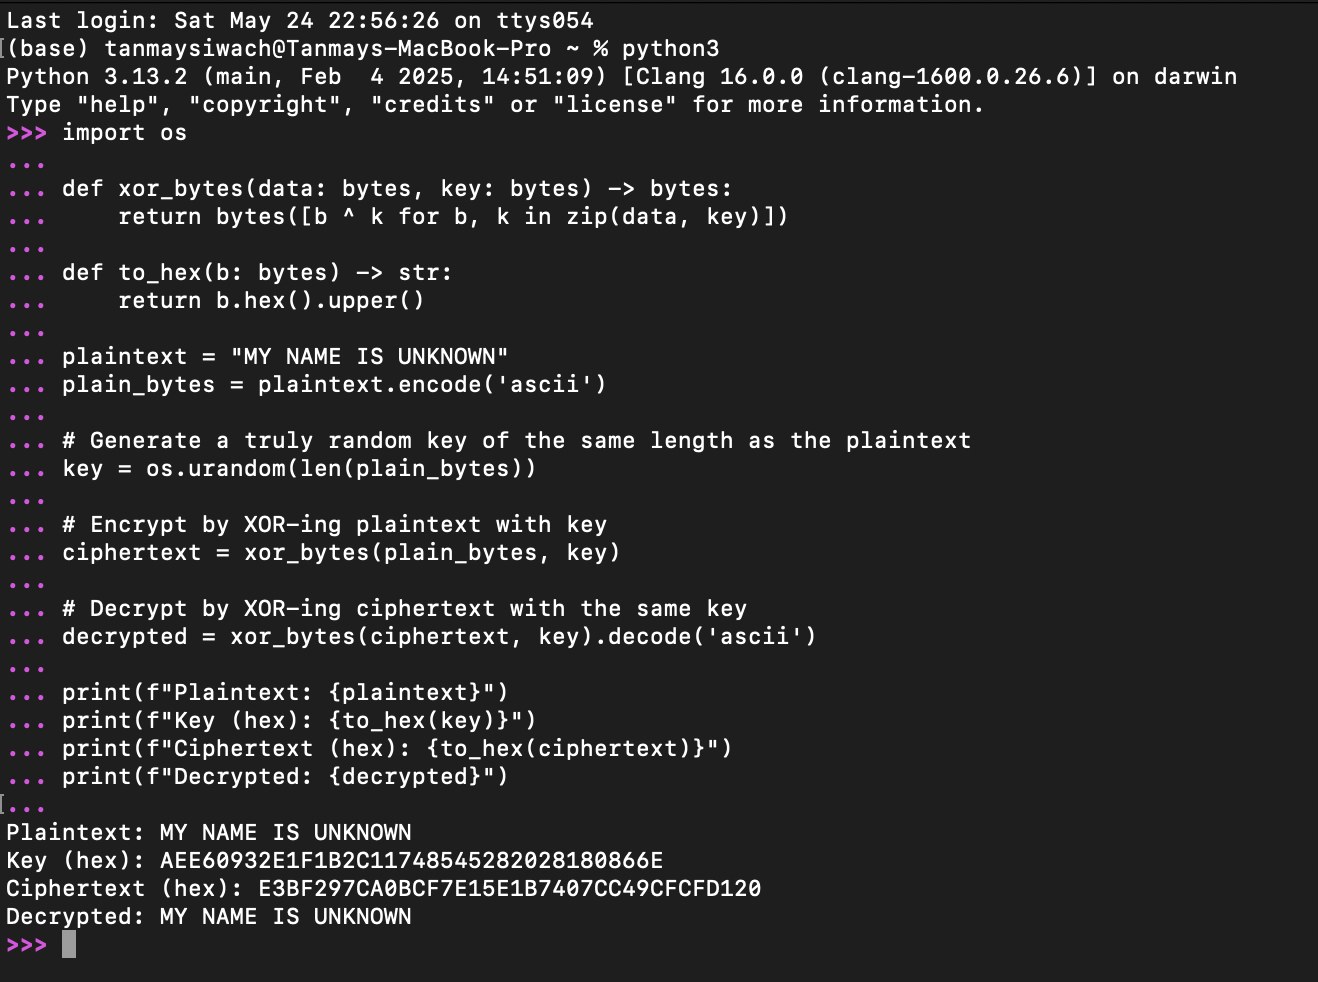 Last login: Sat May 24 22:56:26 on ttys054
(base) tanmaysiwach@Tanmays-MacBook-Pro ~ % python3
Python 3.13.2 (main, Feb  4 2025, 14:51:09) [Clang 16.0.0 (clang-1600.0.26.6)] on darwin
Type "help", "copyright", "credits" or "license" for more information.
>>> import os
...
... def xor_bytes(data: bytes, key: bytes) -> bytes:
...     return bytes([b ^ k for b, k in zip(data, key)])
...
... def to_hex(b: bytes) -> str:
...     return b.hex().upper()
...
... plaintext = "MY NAME IS UNKNOWN"
... plain_bytes = plaintext.encode('ascii')
...
... # Generate a truly random key of the same length as the plaintext
... key = os.urandom(len(plain_bytes))
...
... # Encrypt by XOR-ing plaintext with key
... ciphertext = xor_bytes(plain_bytes, key)
...
... # Decrypt by XOR-ing ciphertext with the same key
... decrypted = xor_bytes(ciphertext, key).decode('ascii')
...
... print(f"Plaintext: {plaintext}")
... print(f"Key (hex): {to_hex(key)}")
... print(f"Ciphertext (hex): {to_hex(ciphertext)}")
... print(f"Decrypted: {decrypted}")
...
Plaintext: MY NAME IS UNKNOWN
Key (hex): AEE60932E1F1B2C11748545282028180866E
Ciphertext (hex): E3BF297CA0BCF7E15E1B7407CC49CFCFD120
Decrypted: MY NAME IS UNKNOWN
>>>